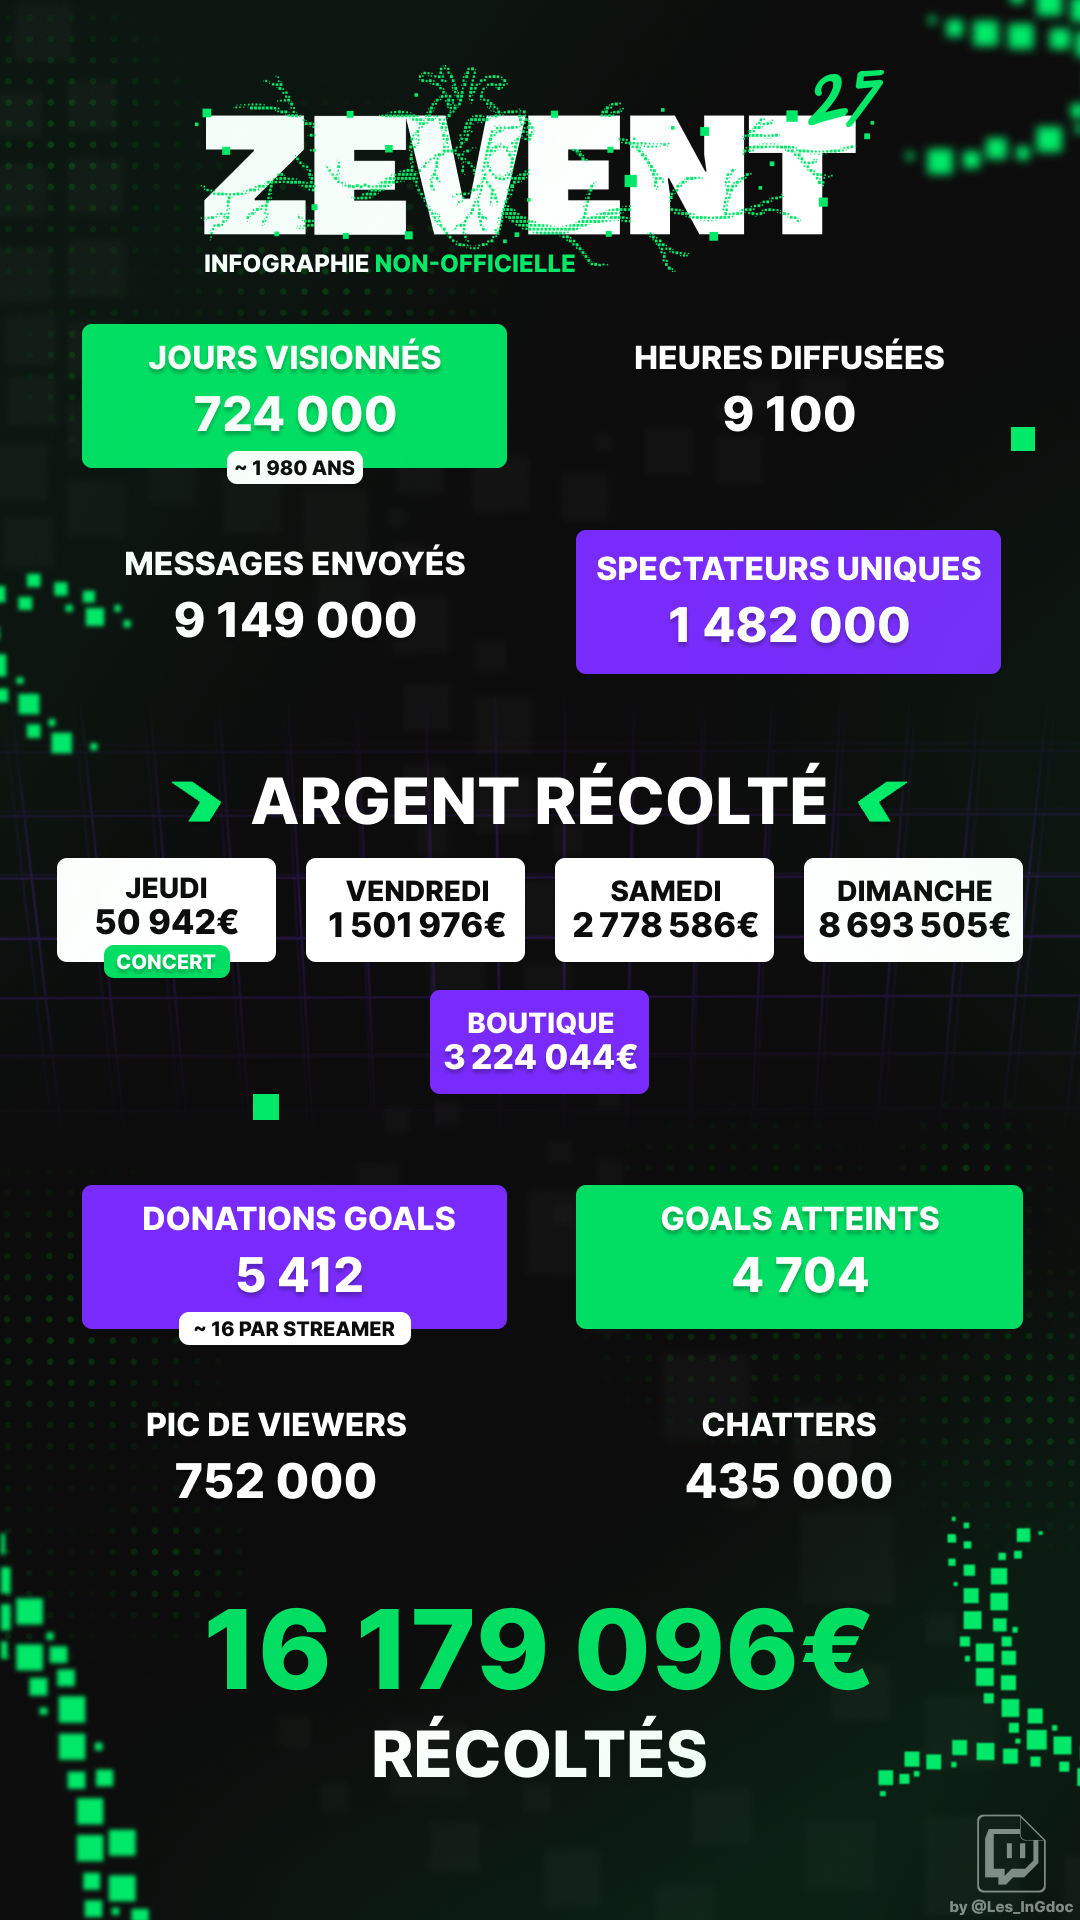 ZEVENT 25
INFOGRAPHIE NON-OFFICIELLE
JOURS VISIONNÉS
724 000
~ 1 980 ANS
HEURES DIFFUSÉES
9 100
MESSAGES ENVOYÉS
9 149 000
SPECTATEURS UNIQUES
1 482 000
ARGENT RÉCOLTÉ
JEUDI
50 942€
CONCERT
VENDREDI
1 501 976€
SAMEDI
2 778 586€
DIMANCHE
8 693 505€
BOUTIQUE
3 224 044€
DONATIONS GOALS
5 412
~ 16 PAR STREAMER
GOALS ATTEINTS
4 704
PIC DE VIEWERS
752 000
CHATTERS
435 000
16 179 096€
RÉCOLTÉS
by @Les_InGdoc